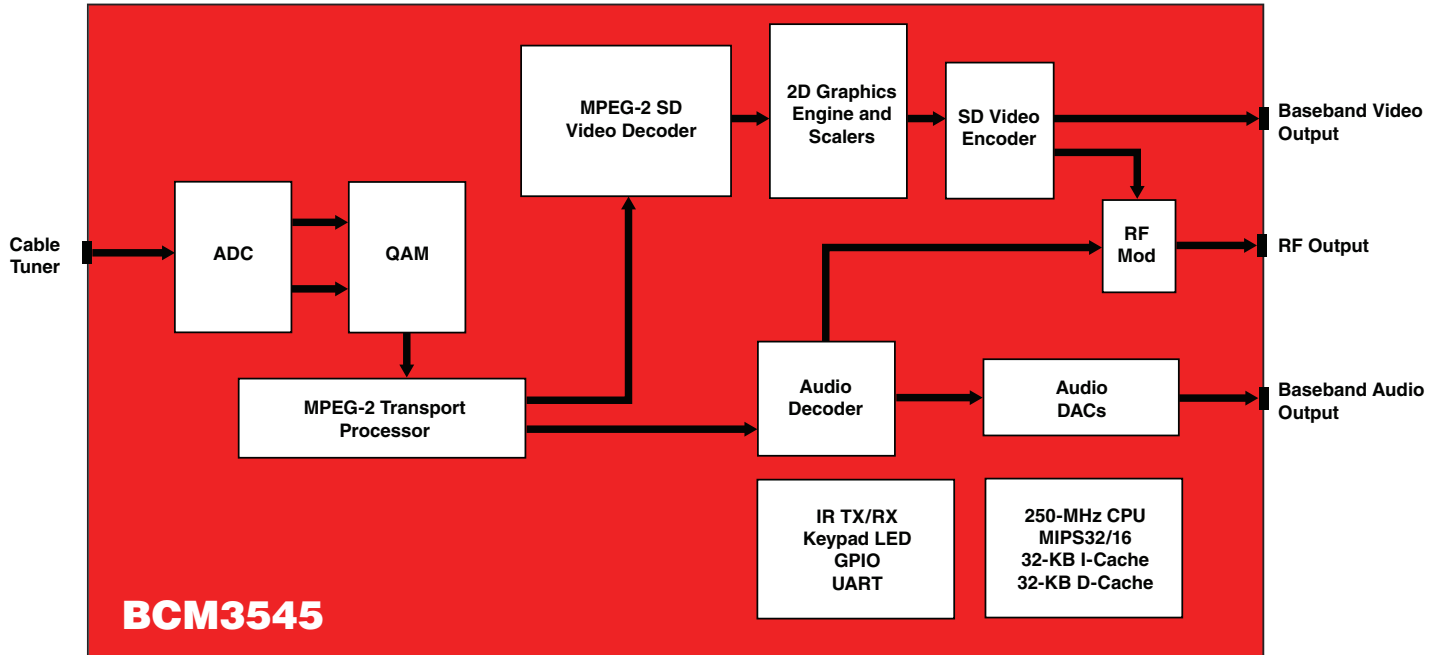 Cable
Tuner
ADC
QAM
MPEG-2 Transport
Processor
MPEG-2 SD
Video Decoder
2D Graphics
Engine and
Scalers
SD Video
Encoder
RF
Mod
Audio
Decoder
Audio
DACs
Baseband Video
Output
RF Output
Baseband Audio
Output
IR TX/RX
Keypad LED
GPIO
UART
250-MHz CPU
MIPS32/16
32-KB I-Cache
32-KB D-Cache
BCM3545